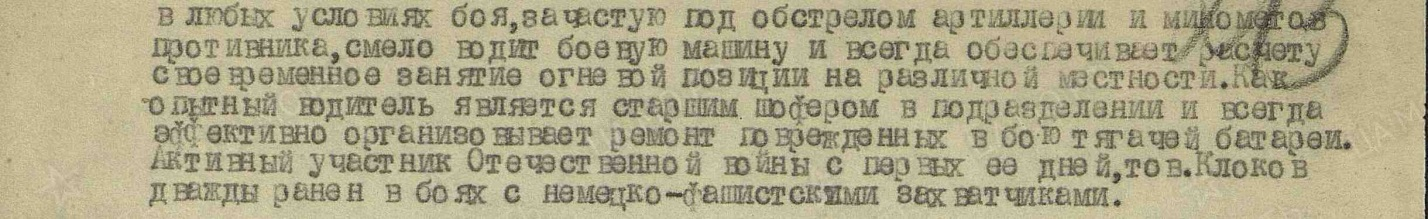 в любых условиях боя,зачастую под обстрелом артиллерии и минометов
противника,смело водит боевую машину и всегда обеспечивает расчету
своевременное занятие огневой позиции на различной местности.Как
опытный водитель является старшим шофером в подразделении и всегда
эффективно организовывает ремонт поврежденных в бою тягачей батареи.
Активный участник Отечественной войны с первых ее дней,тов.Клоков
дважды ранен в боях с немецко-фашистскими захватчиками.